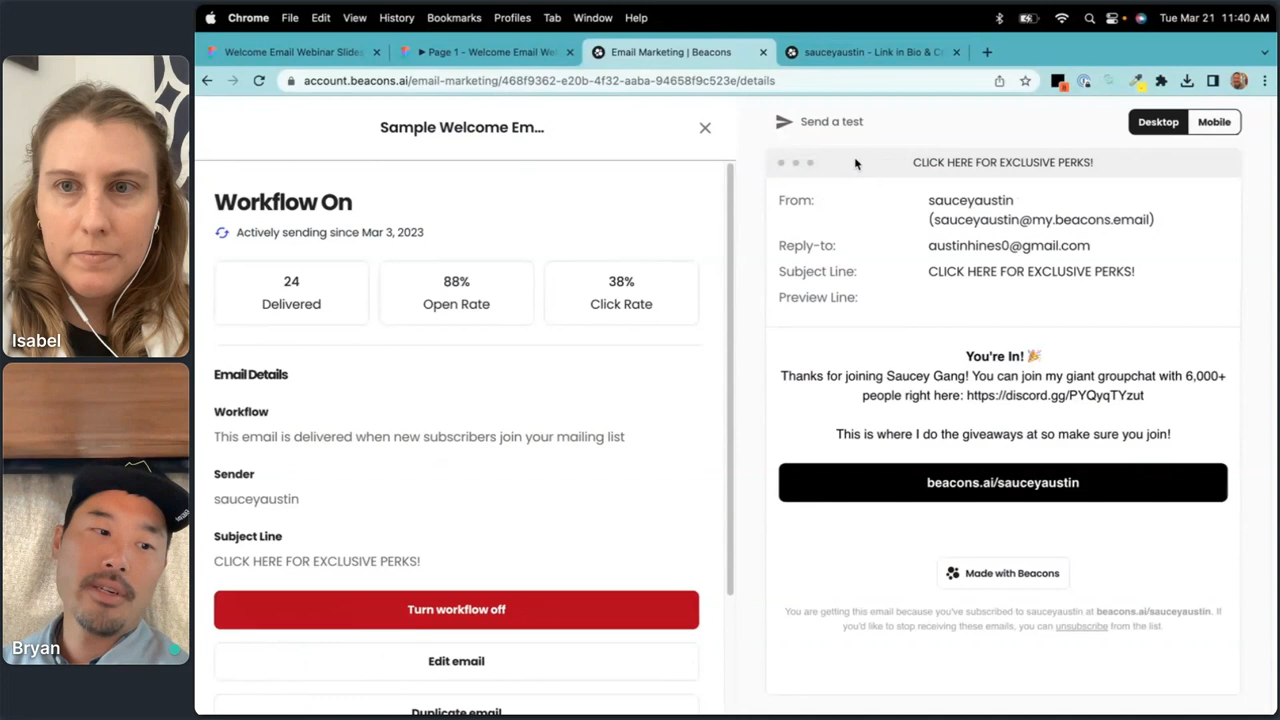 Chrome File Edit View History Bookmarks Profiles Tab Window Help Tue Mar 21 11:40 AM
Welcome Email Webinar Slides
Page 1 - Welcome Email We
Email Marketing | Beacons
sauceyaustin - Link in Bio & C
account.beacons.ai/email-marketing/468f9362-e20b-4f32-aaba-94658f9c523e/details
Sample Welcome Em...
Workflow On
Actively sending since Mar 3, 2023
24
Delivered
88%
Open Rate
38%
Click Rate
Email Details
Workflow
This email is delivered when new subscribers join your mailing list
Sender
sauceyaustin
Subject Line
CLICK HERE FOR EXCLUSIVE PERKS!
Turn workflow off
Edit email
Duplicate email
Send a test
Desktop Mobile
CLICK HERE FOR EXCLUSIVE PERKS!
From: sauceyaustin
(sauceyaustin@my.beacons.email)
Reply-to: austinhines0@gmail.com
Subject Line: CLICK HERE FOR EXCLUSIVE PERKS!
Preview Line:
You're In! 🎉
Thanks for joining Saucey Gang! You can join my giant groupchat with 6,000+
people right here: https://discord.gg/PYQyqTYzut
This is where I do the giveaways at so make sure you join!
beacons.ai/sauceyaustin
Made with Beacons
You are getting this email because you've subscribed to sauceyaustin at beacons.ai/sauceyaustin. If
you'd like to stop receiving these emails, you can unsubscribe from the list.
Isabel
Bryan